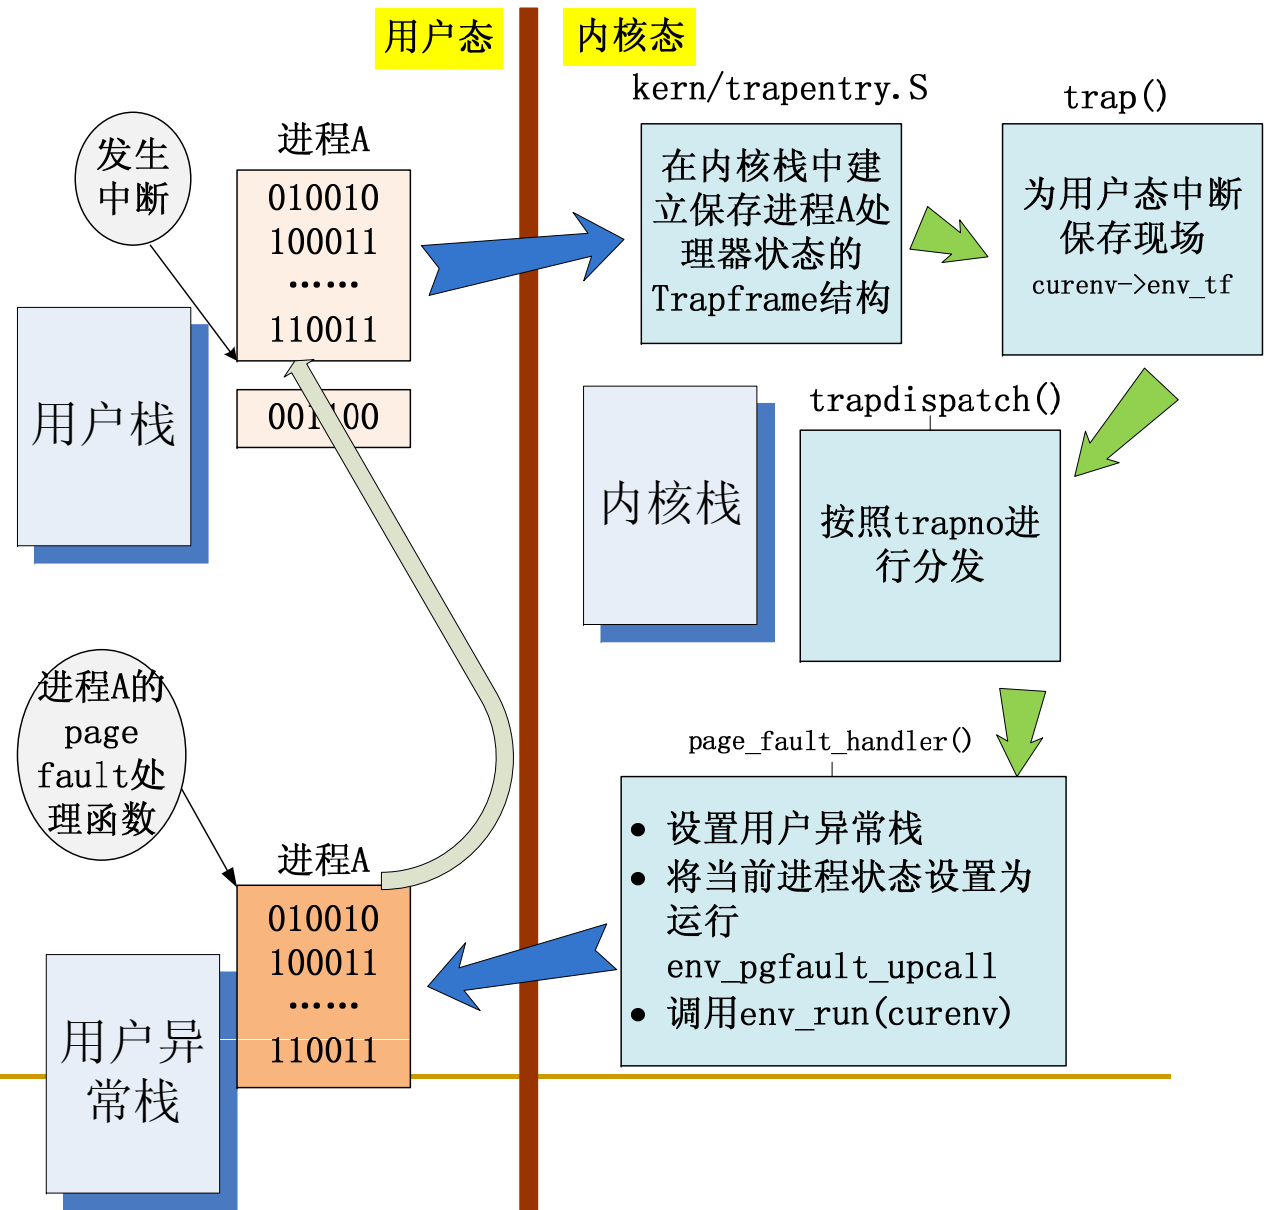 用户态
内核态
kern/trapentry.S
trap()
发生
中断
进程A
010010
100011
……
110011
001100
在内核栈中建
立保存进程A处
理器状态的
Trapframe结构
为用户态中断
保存现场
curenv->env_tf
用户栈
内核栈
trapdispatch()
按照trapno进
行分发
进程A的
page
fault处
理函数
page_fault_handler()
● 设置用户异常栈
● 将当前进程状态设置为
运行
env_pgfault_upcall
● 调用env_run(curenv)
进程A
010010
100011
……
110011
用户异
常栈